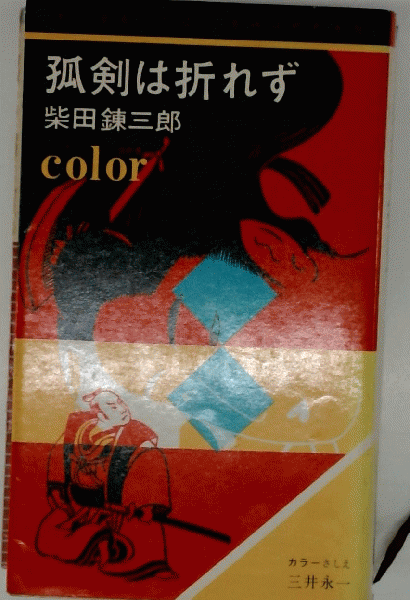 孤剣は折れず
柴田錬三郎
color
カラーさしえ
三井永一